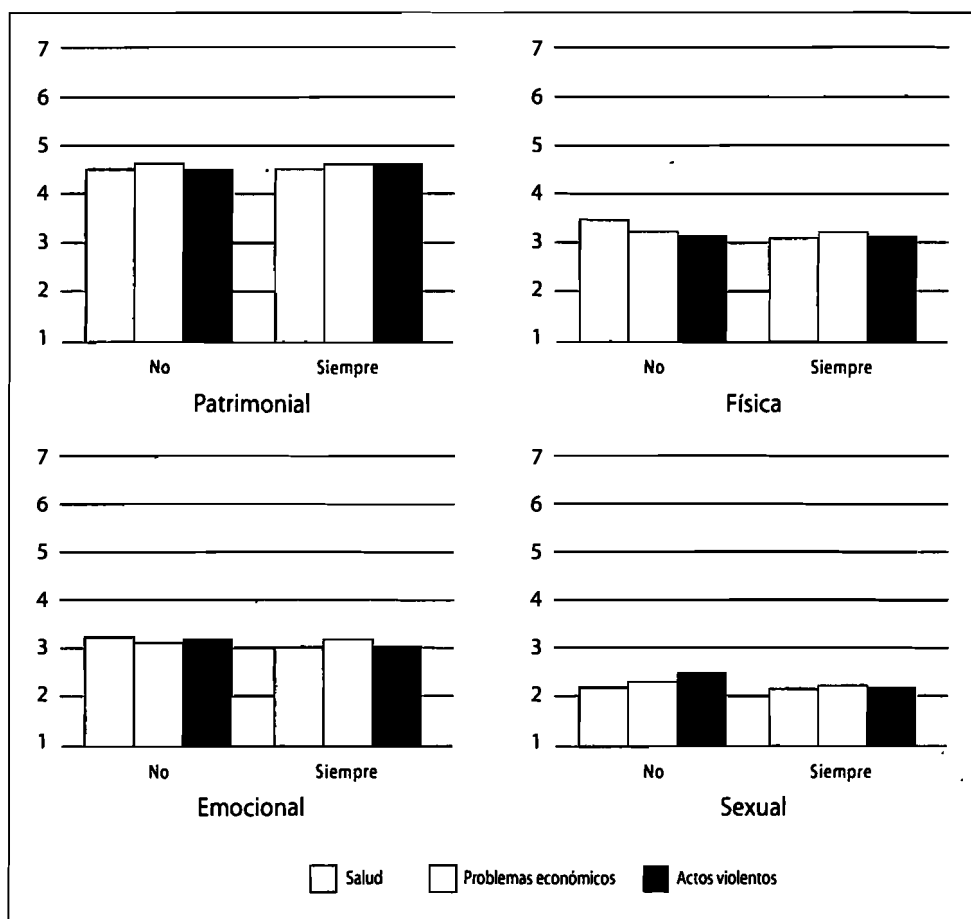 7 7
6 6
5 5
4 4
3 3
2 2
1 1
No Siempre No Siempre
Patrimonial Física
7 7
6 6
5 5
4 4
3 3
2 2
1 1
No Siempre No Siempre
Emocional Sexual
Salud Problemas económicos Actos violentos